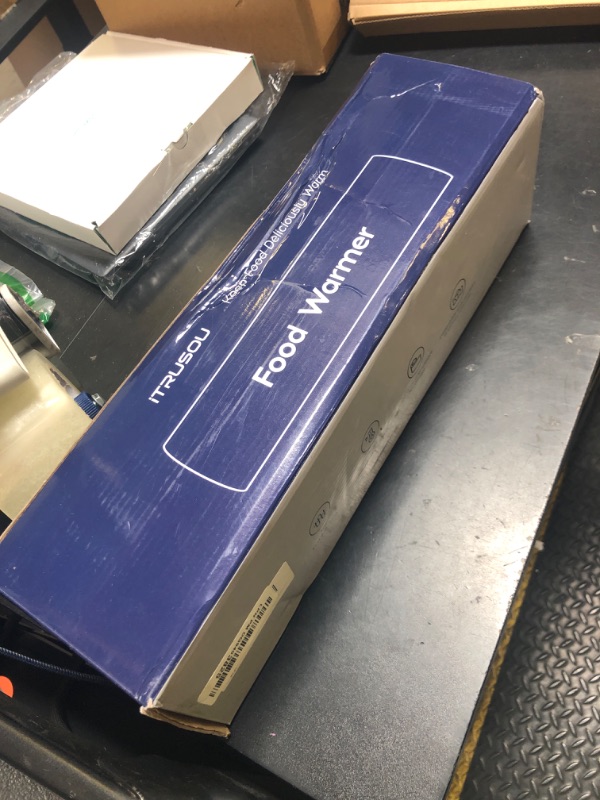 ITRUSOU
Keep Food Deliciously Warm
Food Warmer